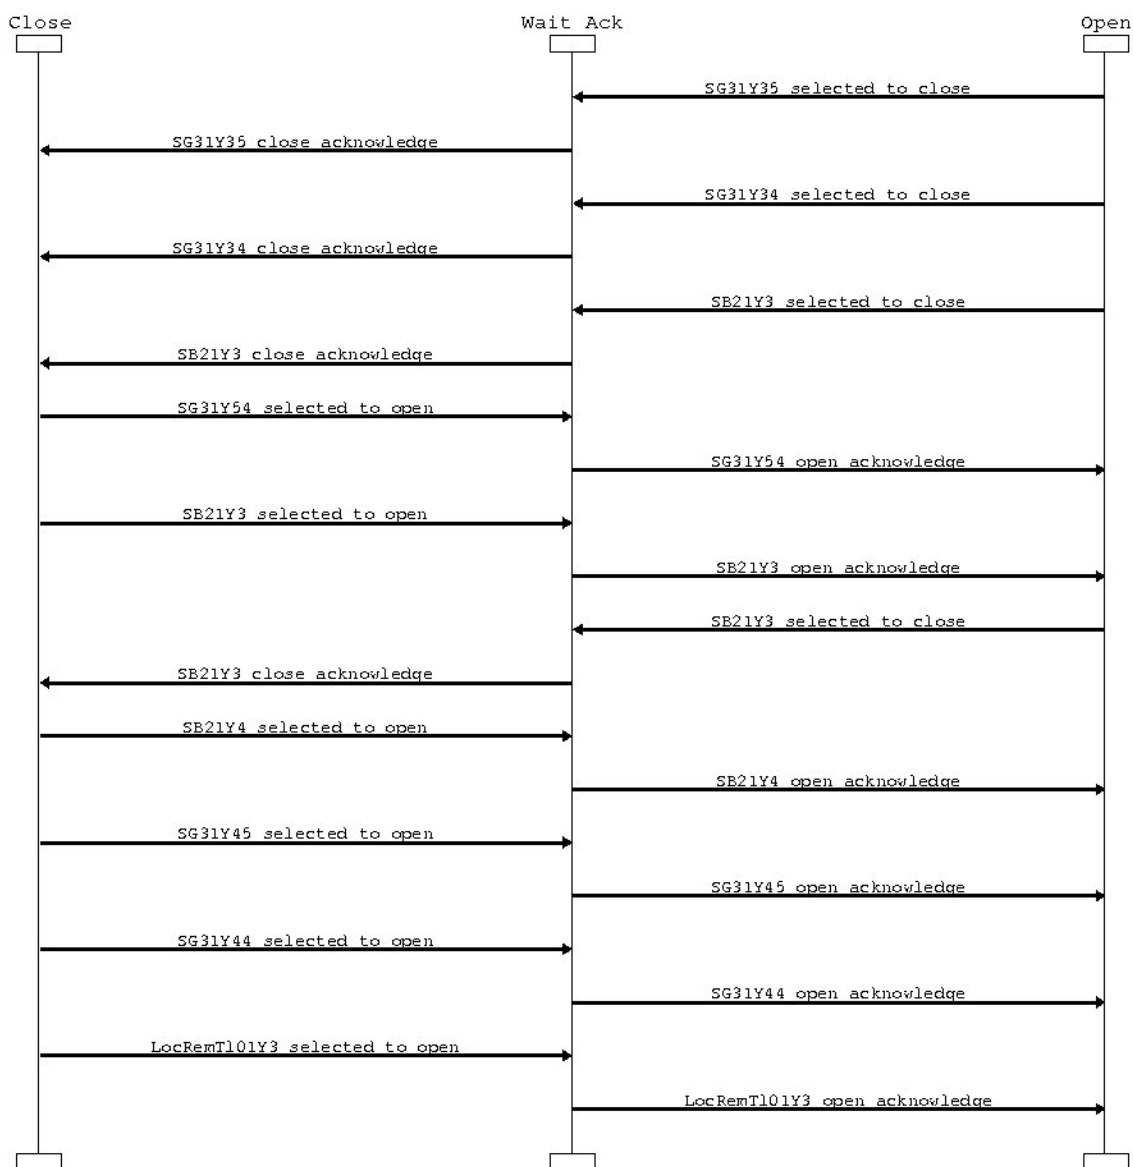 Close Wait Ack Open
SG31Y35 selected to close
SG31Y35 close acknowledge
SG31Y34 selected to close
SG31Y34 close acknowledge
SB21Y3 selected to close
SB21Y3 close acknowledge
SG31Y54 selected to open
SG31Y54 open acknowledge
SB21Y3 selected to open
SB21Y3 open acknowledge
SB21Y3 selected to close
SB21Y3 close acknowledge
SB21Y4 selected to open
SB21Y4 open acknowledge
SG31Y45 selected to open
SG31Y45 open acknowledge
SG31Y44 selected to open
SG31Y44 open acknowledge
LocRemTl01Y3 selected to open
LocRemTl01Y3 open acknowledge